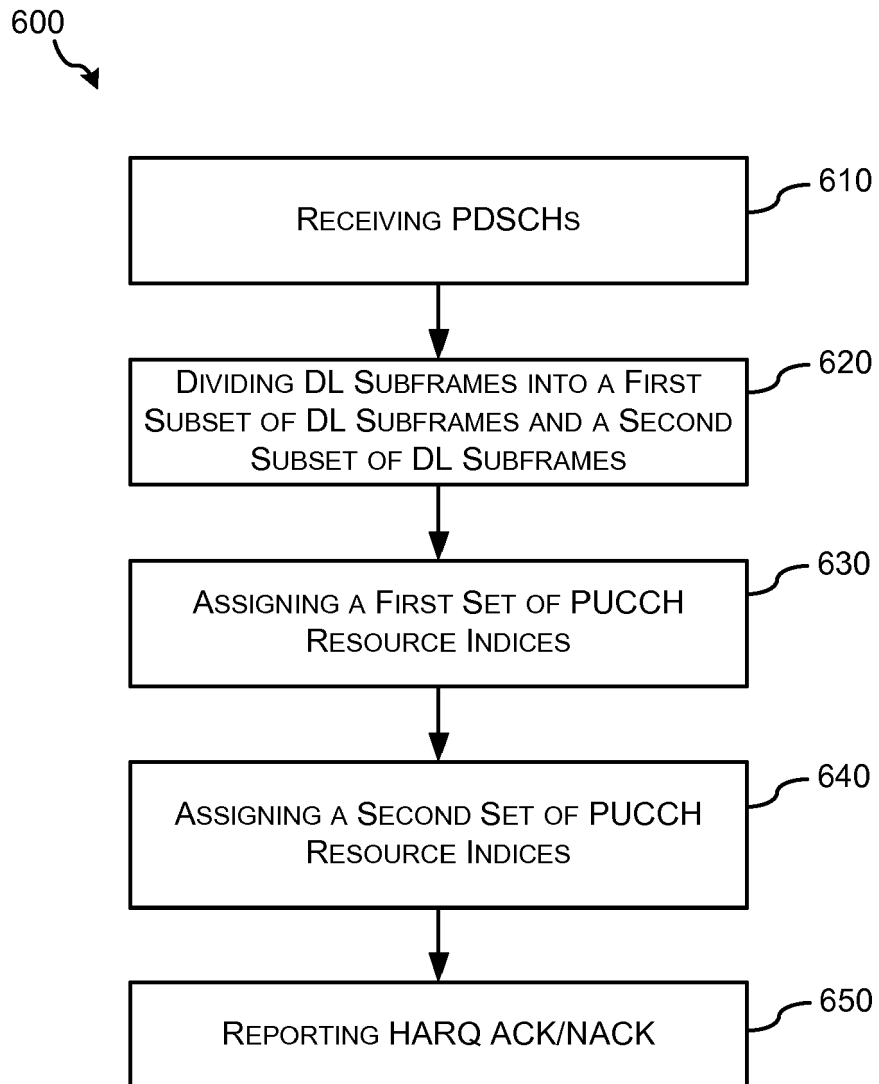 600
RECEIVING PDSCHS
610
DIVIDING DL SUBFRAMES INTO A FIRST
SUBSET OF DL SUBFRAMES AND A SECOND
SUBSET OF DL SUBFRAMES
620
ASSIGNING A FIRST SET OF PUCCH
RESOURCE INDICES
630
ASSIGNING A SECOND SET OF PUCCH
RESOURCE INDICES
640
REPORTING HARQ ACK/NACK
650